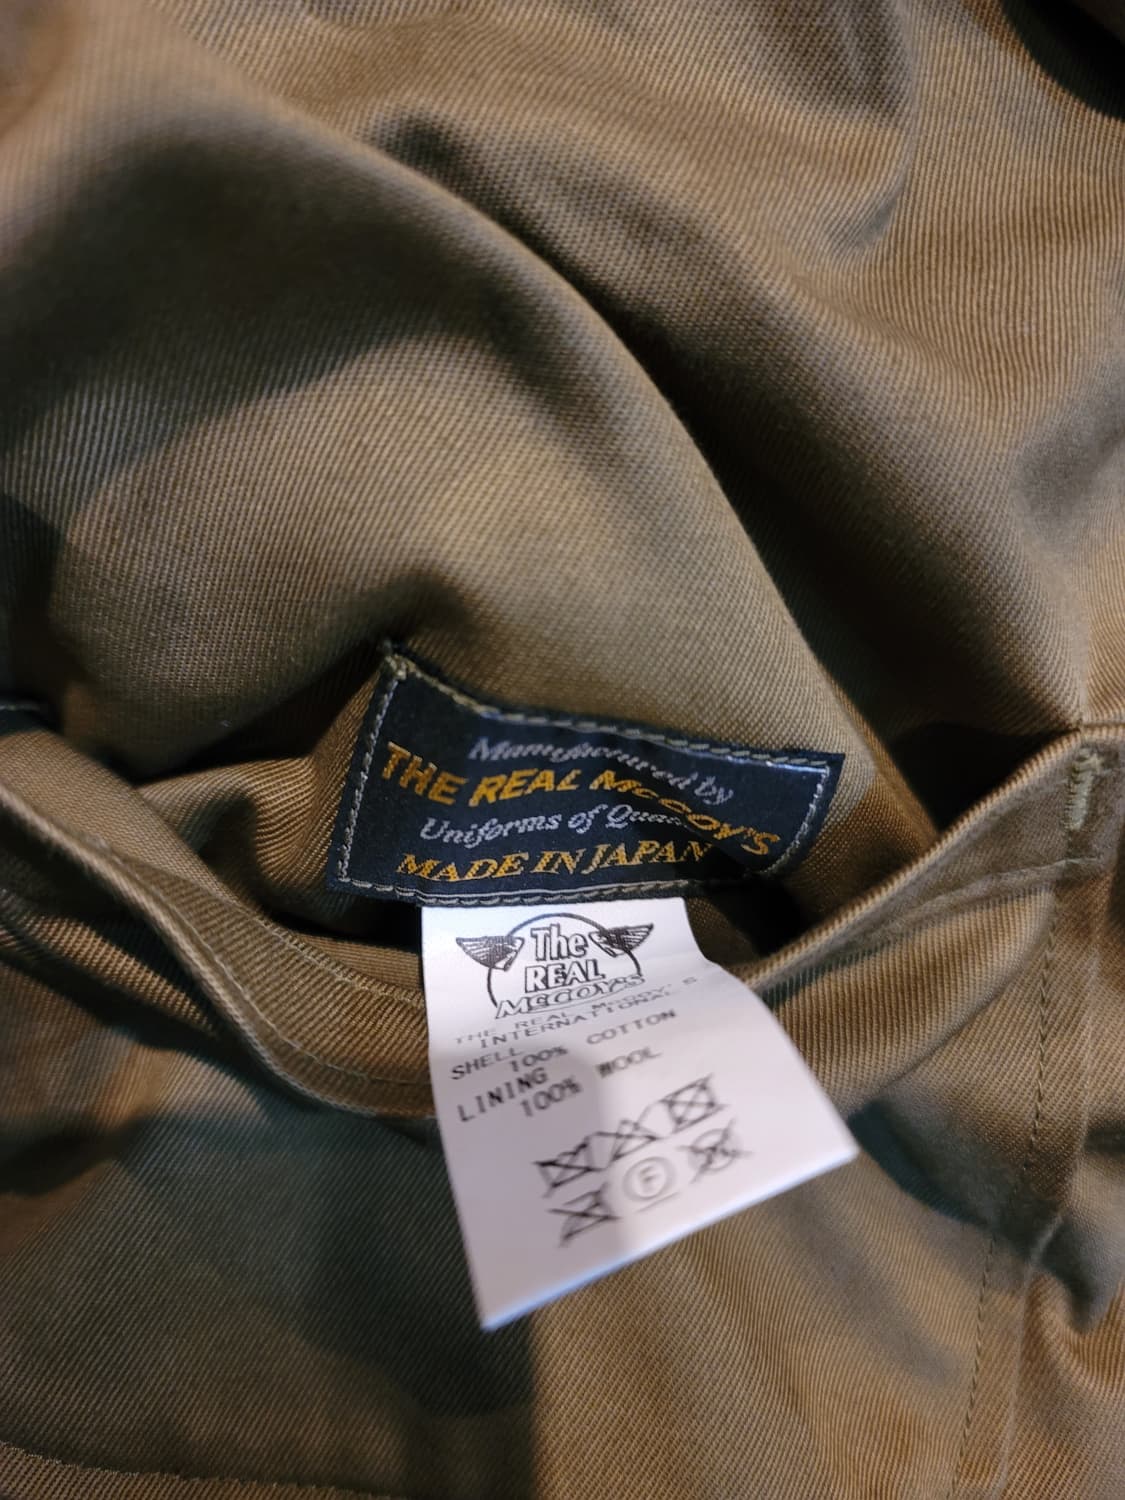 Manufactured by
THE REAL McCOY'S
Uniforms of
MADE IN JAPAN
The
REAL
McCOY'S
THE REAL McCOY'S
INTERNATIONAL
SHELL
100% COTTON
LINING
100% WOOL
F